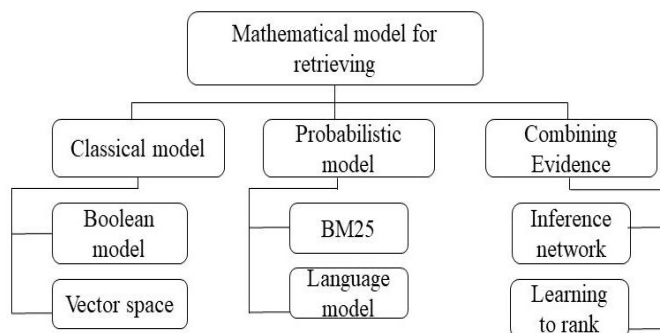 Mathematical model for
retrieving
Classical model
Probabilistic
model
Combining
Evidence
Boolean
model
BM25
Inference
network
Vector space
Language
model
Learning
to rank